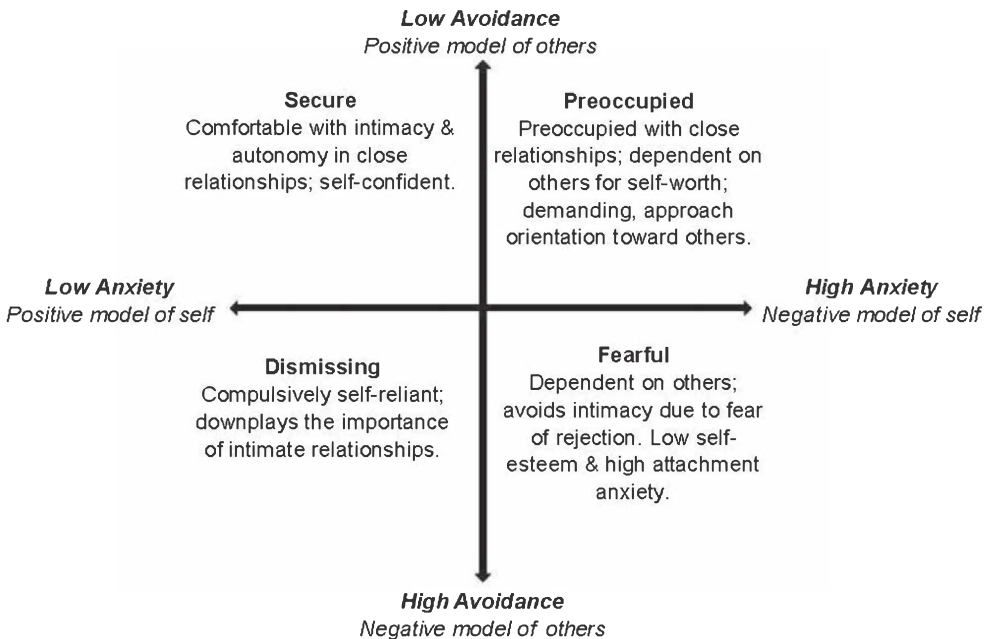 Low Avoidance
Positive model of others
Secure
Comfortable with intimacy &
autonomy in close
relationships; self-confident.
Preoccupied
Preoccupied with close
relationships; dependent on
others for self-worth;
demanding, approach
orientation toward others.
Low Anxiety
Positive model of self
High Anxiety
Negative model of self
Dismissing
Compulsively self-reliant;
downplays the importance
of intimate relationships.
Fearful
Dependent on others;
avoids intimacy due to fear
of rejection. Low self-
esteem & high attachment
anxiety.
High Avoidance
Negative model of others